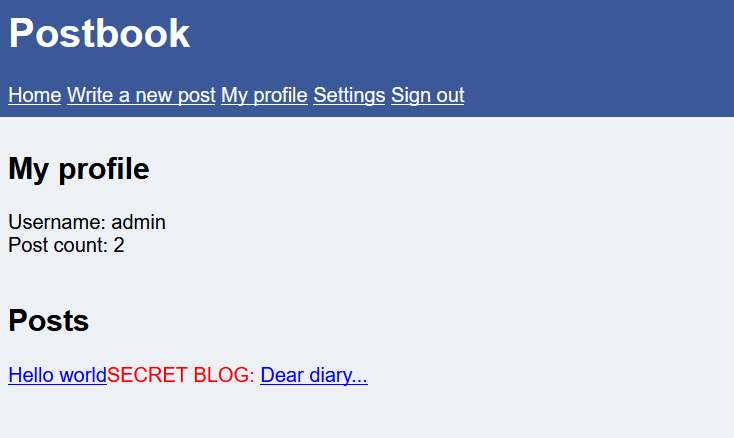 Postbook
Home Write a new post My profile Settings Sign out
My profile
Username: admin
Post count: 2
Posts
Hello worldSECRET BLOG: Dear diary...